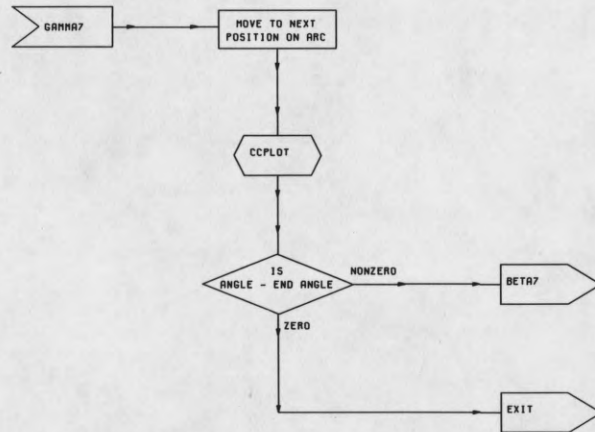 GAMMA7
MOVE TO NEXT
POSITION ON ARC
CCPLOT
IS
ANGLE - END ANGLE
NONZERO
BETA7
ZERO
EXIT